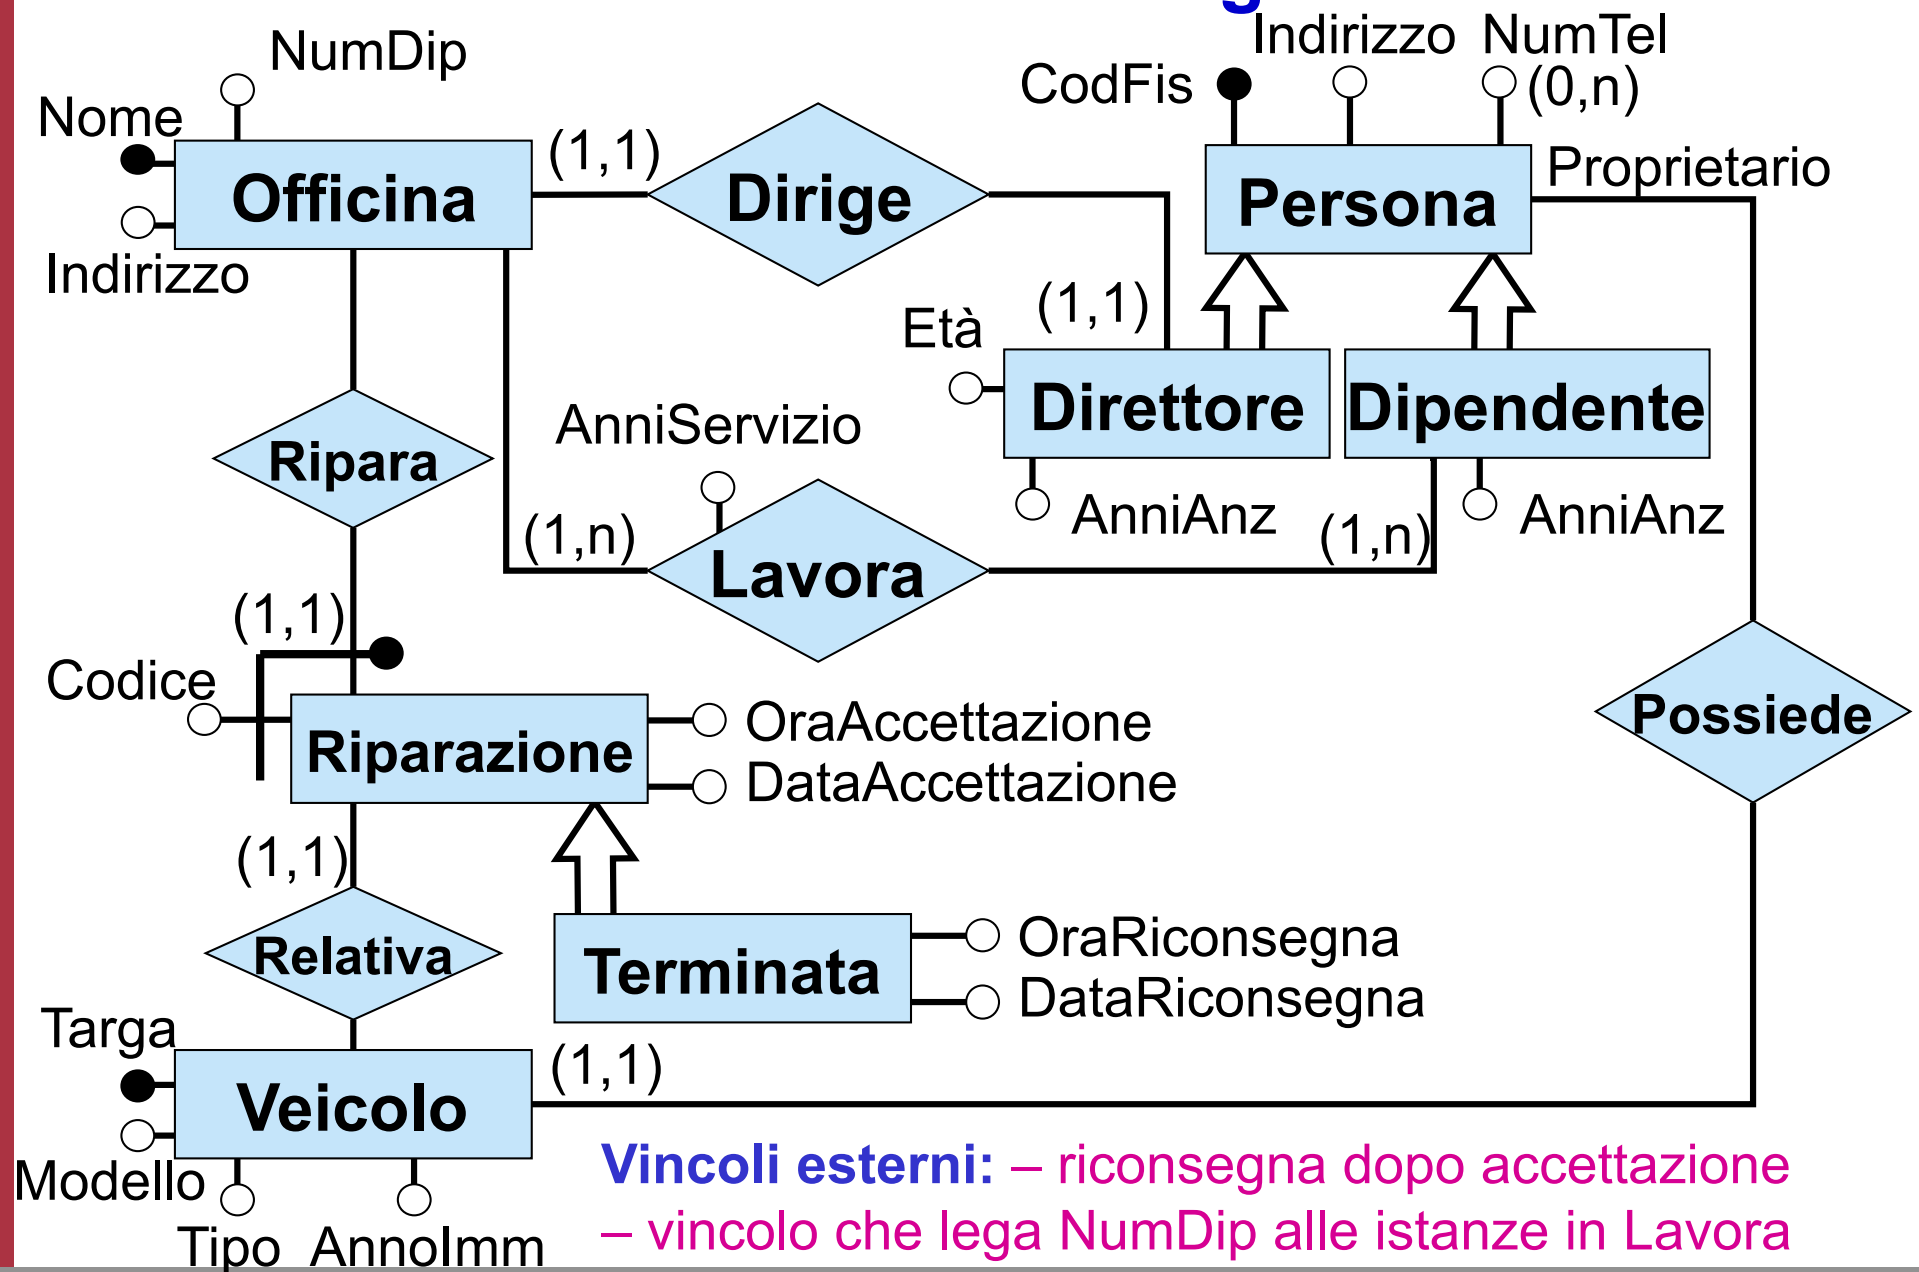 g
NumDip
Indirizzo NumTel
CodFis
(0,n)
Nome
(1,1)
Officina
Dirige
Persona
Proprietario
Indirizzo
(1,1)
Età
Direttore
Dipendente
AnniServizio
Ripara
AnniAnz
AnniAnz
(1,n)
(1,n)
Lavora
(1,1)
Codice
OraAccettazione
Riparazione
DataAccettazione
Possiede
(1,1)
Relativa
OraRiconsegna
Terminata
DataRiconsegna
Targa
(1,1)
Veicolo
Modello
Tipo AnnoImm
Vincoli esterni: – riconsegna dopo accettazione
– vincolo che lega NumDip alle istanze in Lavora